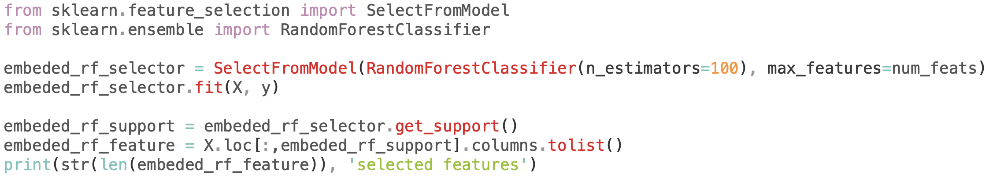 from sklearn.feature_selection import SelectFromModel
from sklearn.ensemble import RandomForestClassifier
embeded_rf_selector = SelectFromModel(RandomForestClassifier(n_estimators=100), max_features=num_feats)
embeded_rf_selector.fit(X, y)
embeded_rf_support = embeded_rf_selector.get_support()
embeded_rf_feature = X.loc[:,embeded_rf_support].columns.tolist()
print(str(len(embeded_rf_feature)), 'selected features')